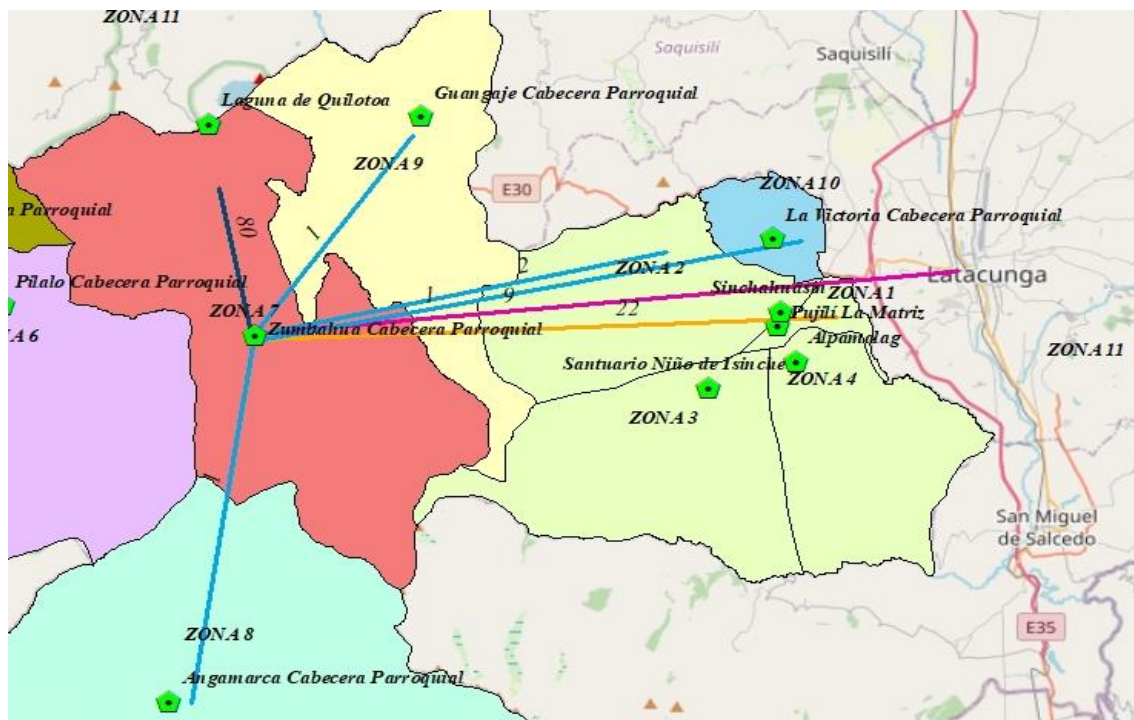 ZONA 11
Saquisilí
Saquisilí
Laguna de Quilotoa
Guangaje Cabecera Parroquial
ZONA 9
E30
ZONA 10
a Parroquial
80
1
La Victoria Cabecera Parroquial
2
ZONA 2
Pilalo Cabecera Parroquial
Latacunga
1
9
Sinchahuasin
ZONA 1
ZONA 7
22
Pujilí La Matriz
A 6
Zumbahua Cabecera Parroquial
Alpamalag
ZONA 11
Santuario Niño de Isinche
ZONA 4
ZONA 3
1
San Miguel
de Salcedo
E35
ZONA 8
Angamarca Cabecera Parroquial